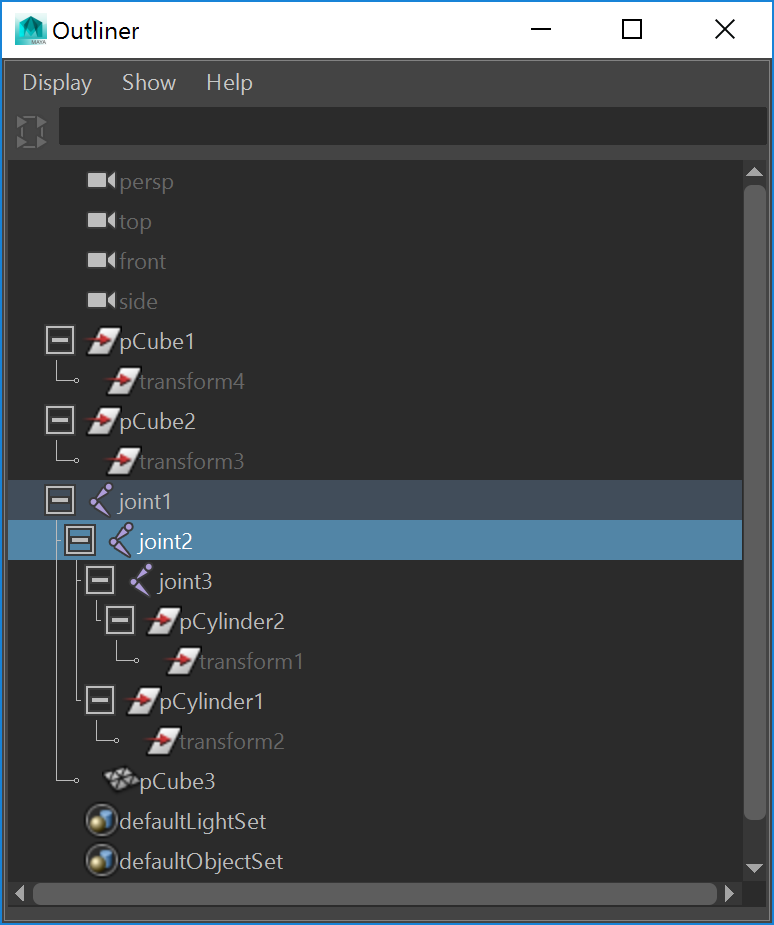 Outliner
Display Show Help
persp
top
front
side
pCube1
transform4
pCube2
transform3
joint1
joint2
joint3
pCylinder2
transform1
pCylinder1
transform2
pCube3
defaultLightSet
defaultObjectSet